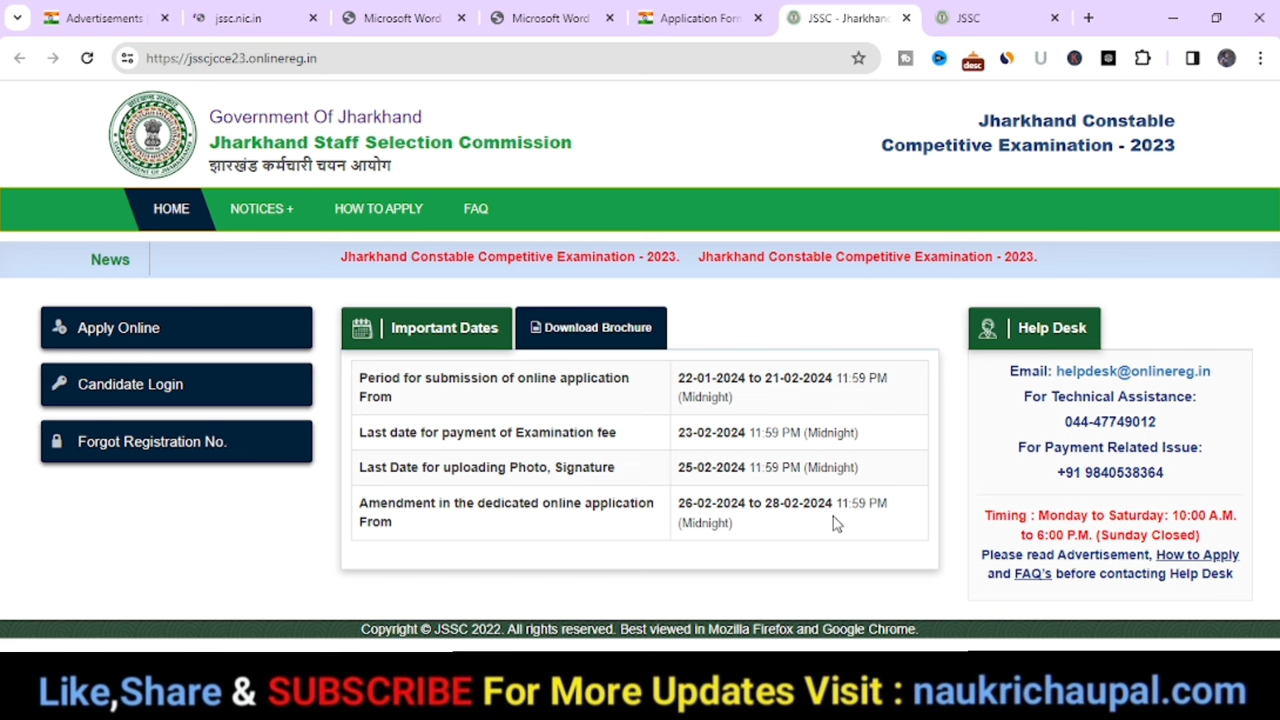 Advertisements
jssc.nic.in
Microsoft Word
Microsoft Word
Application Form
JSSC - Jharkhand
JSSC
https://jsscjcce23.onlinereg.in
desc
U
K
Government Of Jharkhand
Jharkhand Staff Selection Commission
झारखंड कर्मचारी चयन आयोग
Jharkhand Constable
Competitive Examination - 2023
HOME
NOTICES +
HOW TO APPLY
FAQ
News
Jharkhand Constable Competitive Examination - 2023.
Jharkhand Constable Competitive Examination - 2023.
Apply Online
Candidate Login
Forgot Registration No.
Important Dates
Download Brochure
Period for submission of online application From
22-01-2024 to 21-02-2024 11:59 PM (Midnight)
Last date for payment of Examination fee
23-02-2024 11:59 PM (Midnight)
Last Date for uploading Photo, Signature
25-02-2024 11:59 PM (Midnight)
Amendment in the dedicated online application From
26-02-2024 to 28-02-2024 11:59 PM (Midnight)
Help Desk
Email: helpdesk@onlinereg.in
For Technical Assistance:
044-47749012
For Payment Related Issue:
+91 9840538364
Timing : Monday to Saturday: 10:00 A.M.
to 6:00 P.M. (Sunday Closed)
Please read Advertisement, How to Apply
and FAQ's before contacting Help Desk
Copyright © JSSC 2022. All rights reserved. Best viewed in Mozilla Firefox and Google Chrome.
Like,Share & SUBSCRIBE For More Updates Visit : naukrichaupal.com